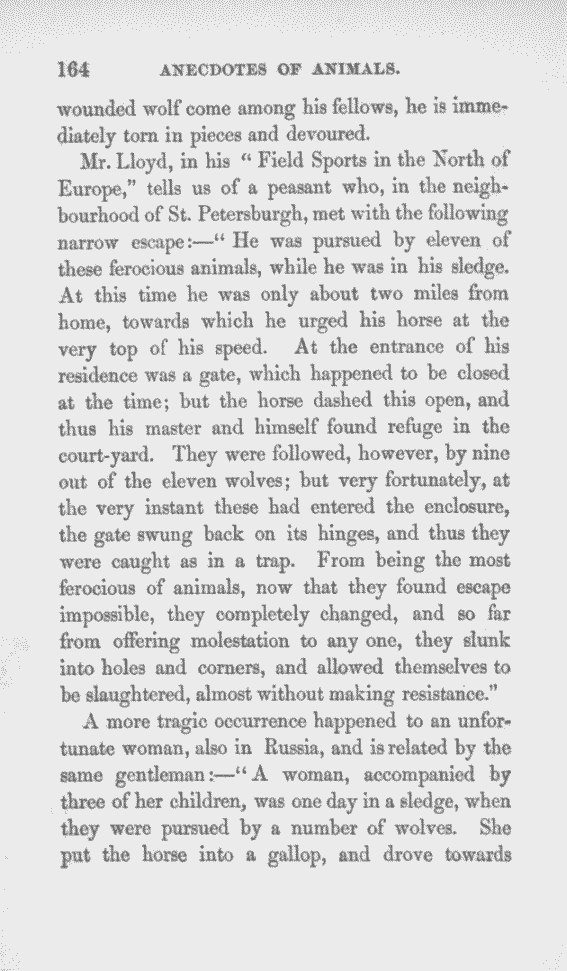 164 ANECDOTES OF ANIMALS.
wounded wolf come among his fellows, he is imme-
diately torn in pieces and devoured.
Mr. Lloyd, in his “ Field Sports in the North of
Europe,” tells us of a peasant who, in the neigh-
bourhood of St. Petersburgh, met with the following
narrow escape:—“ He was pursued by eleven of
these ferocious animals, while he was in his sledge.
At this time he was only about two miles from
home, towards which he urged his horse at the
very top of his speed. At the entrance of his
residence was a gate, which happened to be closed
at the time; but the horse dashed this open, and
thus his master and himself found refuge in the
court-yard. They were followed, however, by nine
out of the eleven wolves; but very fortunately, at
the very instant these had entered the enclosure,
the gate swung back on its hinges, and thus they
were caught as in a trap. From being the most
ferocious of animals, now that they found escape
impossible, they completely changed, and so far
from offering molestation to any one, they slunk
into holes and corners, and allowed themselves to
be slaughtered, almost without making resistance.”
A more tragic occurrence happened to an unfor-
tunate woman, also in Russia, and is related by the
same gentleman:—“ A woman, accompanied by
three of her children, was one day in a sledge, when
they were pursued by a number of wolves. She
put the horse into a gallop, and drove towards